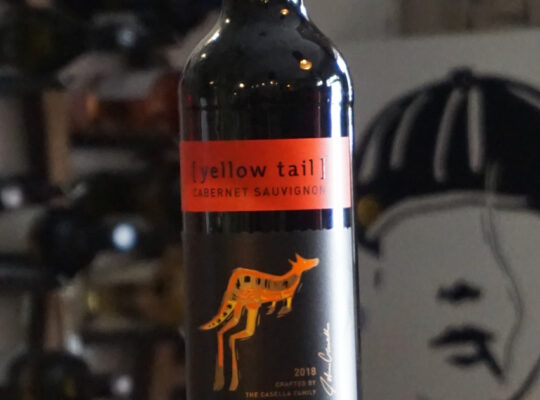 [yellow tail]
CABERNET SAUVIGNON
2018
CRAFTED BY
THE CASELLA FAMILY